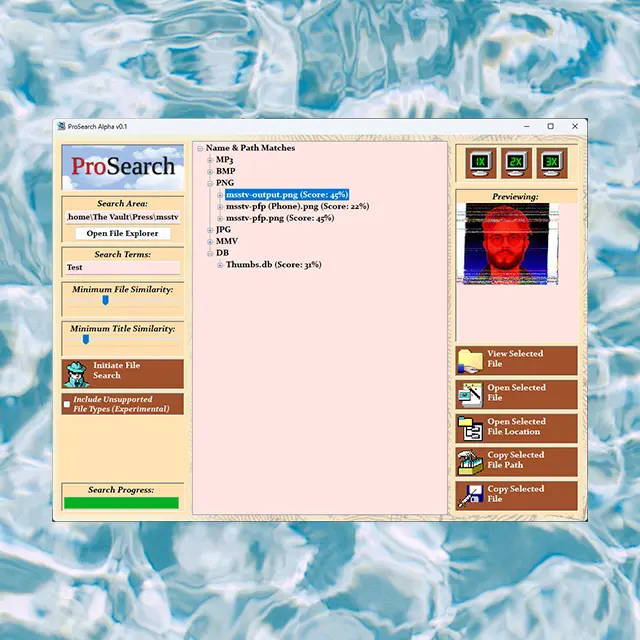 ProSearch Alpha v0.1
ProSearch
Search Area:
home\The Vault\Press\msstv
Open File Explorer
Search Terms:
Test
Minimum File Similarity:
Minimum Title Similarity:
Initiate File
Search
Include Unsupported
File Types (Experimental)
Search Progress:
Name & Path Matches
MP3
BMP
PNG
msstv-output.png (Score: 45%)
msstv-pfp (Phone).png (Score: 22%)
msstv-pfp.png (Score: 45%)
JPG
MMV
DB
Thumbs.db (Score: 31%)
1X
2X
3X
Previewing:
View Selected
File
Open Selected
File
Open Selected
File Location
Copy Selected
File Path
Copy Selected
File